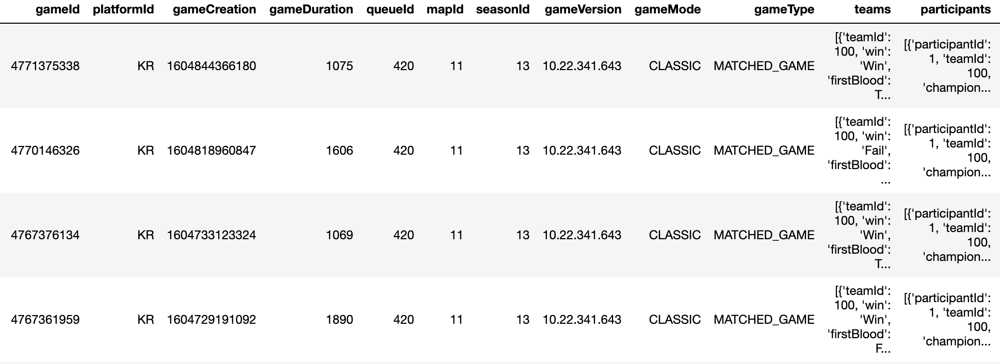 gameId platformId gameCreation gameDuration queueId mapId seasonId gameVersion gameMode gameType teams participants
4771375338 KR 1604844366180 1075 420 11 13 10.22.341.643 CLASSIC MATCHED_GAME
[{'teamId':
100, 'win':
'Win',
'firstBlood':
T...
[{'participantId':
1, 'teamId':
100,
'champion...
4770146326 KR 1604818960847 1606 420 11 13 10.22.341.643 CLASSIC MATCHED_GAME
[{'teamId':
100, 'win':
'Fail',
'firstBlood':
...
[{'participantId':
1, 'teamId':
100,
'champion...
4767376134 KR 1604733123324 1069 420 11 13 10.22.341.643 CLASSIC MATCHED_GAME
[{'teamId':
100, 'win':
'Win',
'firstBlood':
T...
[{'participantId':
1, 'teamId':
100,
'champion...
4767361959 KR 1604729191092 1890 420 11 13 10.22.341.643 CLASSIC MATCHED_GAME
[{'teamId':
100, 'win':
'Win',
'firstBlood':
F...
[{'participantId':
1, 'teamId':
100,
'champion...